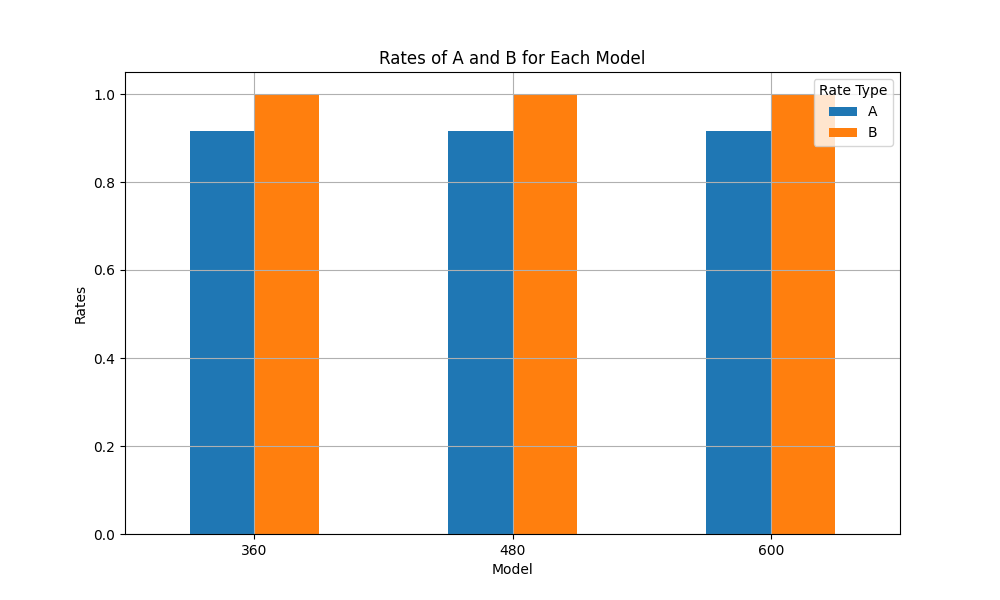 Rates of A and B for Each Model
Rate Type
A
B
1.0
0.8
0.6
0.4
0.2
0.0
Rates
360 480 600
Model